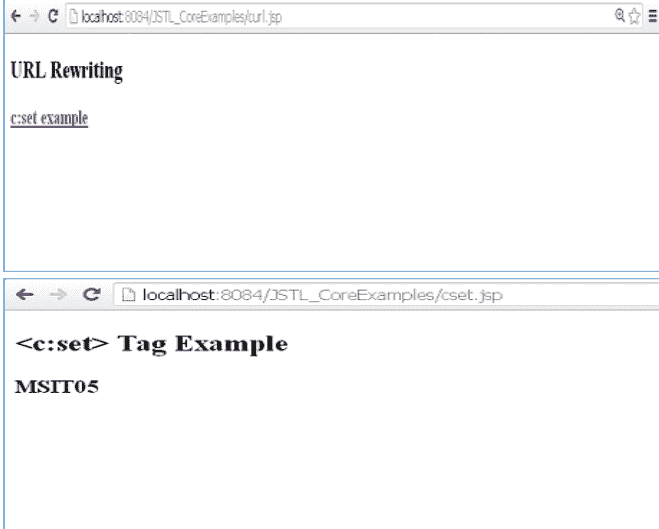 localhost:8084/JSTL_CoreExamples/curl.jsp
URL Rewriting
c:set example
localhost:8084/JSTL_CoreExamples/cset.jsp
<c:set> Tag Example
MSIT05